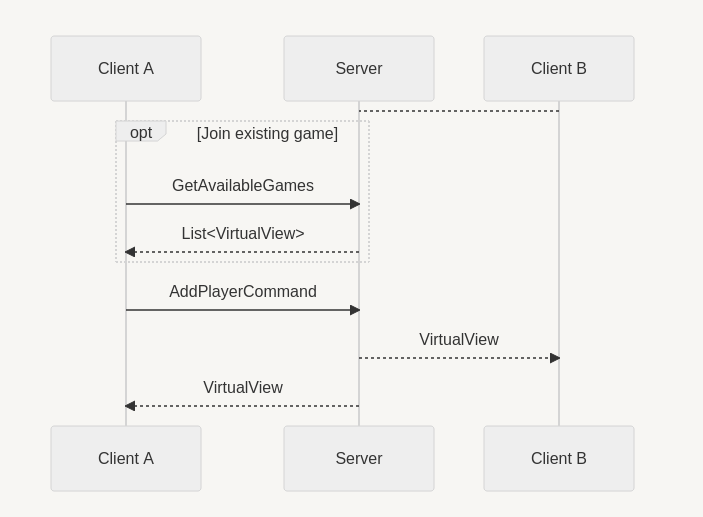 Client A
Server
Client B
opt
[Join existing game]
GetAvailableGames
List<VirtualView>
AddPlayerCommand
VirtualView
VirtualView
Client A
Server
Client B